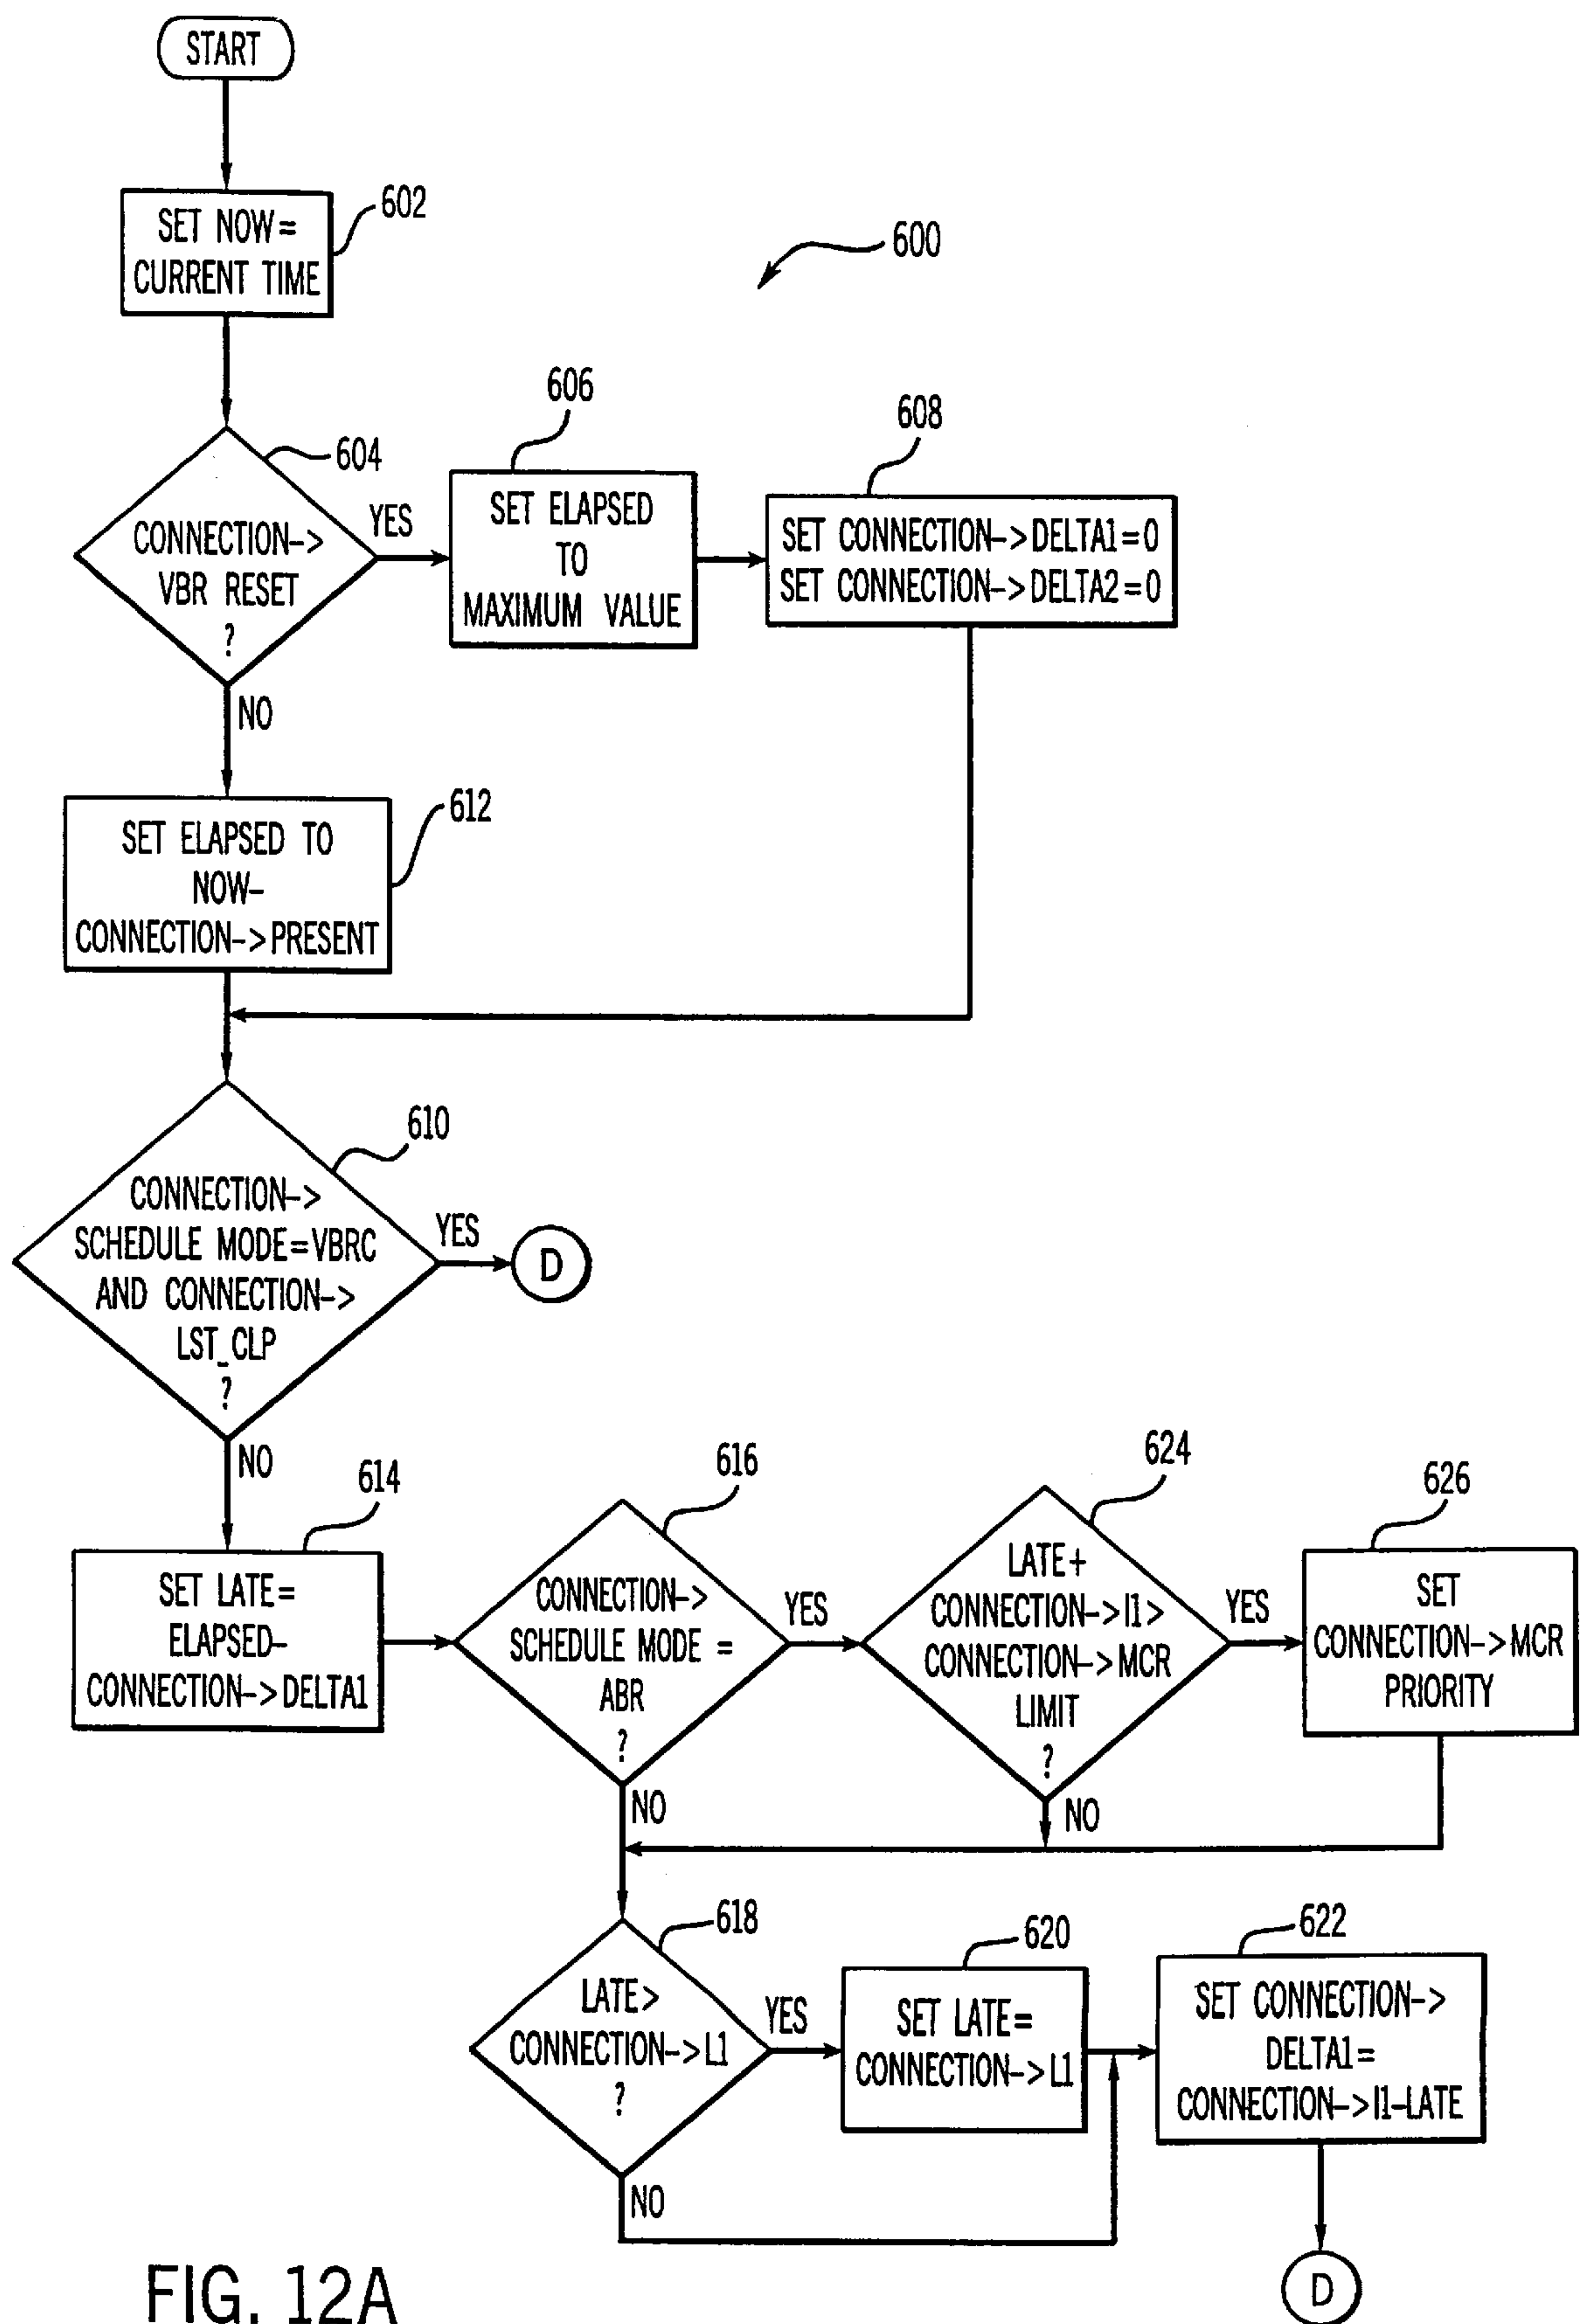 START
602
SET NOW=
CURRENT TIME
600
604
CONNECTION->
VBR RESET
?
YES
606
SET ELAPSED
TO
MAXIMUM VALUE
608
SET CONNECTION->DELTA1=0
SET CONNECTION->DELTA2=0
NO
612
SET ELAPSED TO
NOW-
CONNECTION->PRESENT
610
CONNECTION->
SCHEDULE MODE=VBRC
AND CONNECTION->
LST_CLP
?
YES
D
NO
614
SET LATE=
ELAPSED-
CONNECTION->DELTA1
616
CONNECTION->
SCHEDULE MODE =
ABR
?
YES
624
LATE+
CONNECTION->I1>
CONNECTION->MCR
LIMIT
?
YES
626
SET
CONNECTION->MCR
PRIORITY
NO
NO
618
LATE>
CONNECTION->L1
?
YES
620
SET LATE=
CONNECTION->L1
622
SET CONNECTION->
DELTA1=
CONNECTION->I1-LATE
NO
D
FIG. 12A